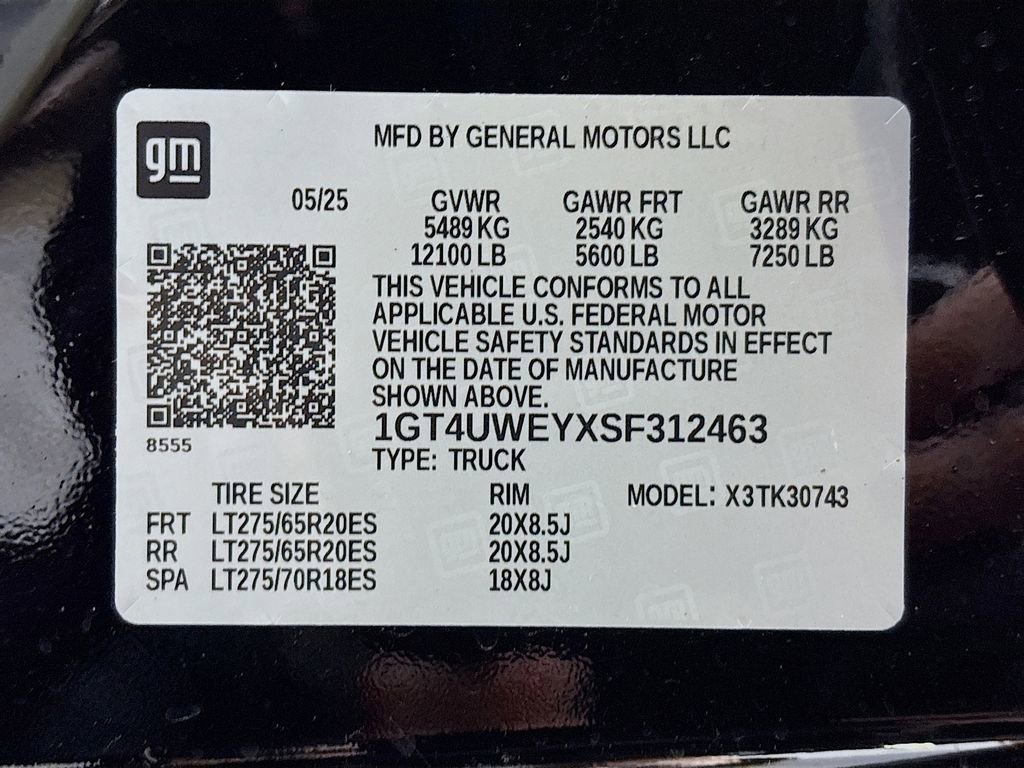 gm
MFD BY GENERAL MOTORS LLC
05/25 GVWR GAWR FRT GAWR RR
5489 KG 2540 KG 3289 KG
12100 LB 5600 LB 7250 LB
THIS VEHICLE CONFORMS TO ALL
APPLICABLE U.S. FEDERAL MOTOR
VEHICLE SAFETY STANDARDS IN EFFECT
ON THE DATE OF MANUFACTURE
SHOWN ABOVE.
1GT4UWEYXSF312463
8555
TYPE: TRUCK
TIRE SIZE RIM MODEL: X3TK30743
FRT LT275/65R20ES 20X8.5J
RR LT275/65R20ES 20X8.5J
SPA LT275/70R18ES 18X8J